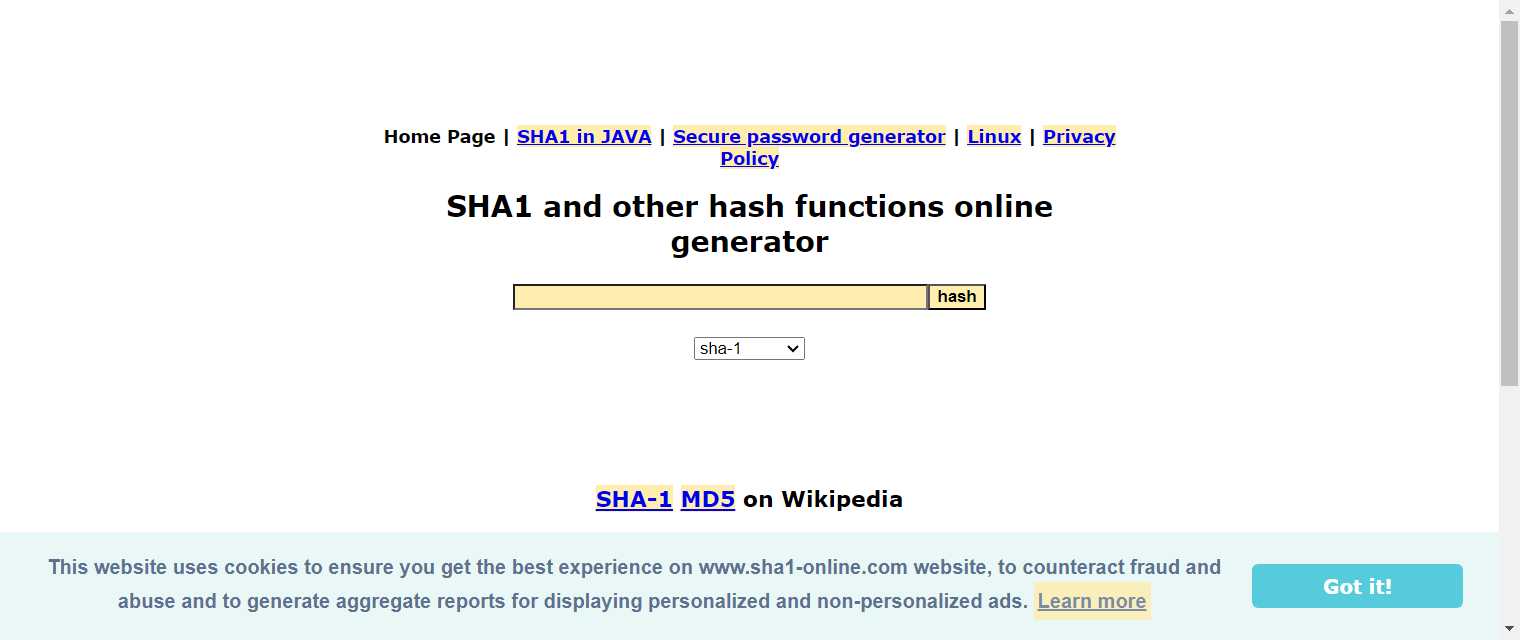 Home Page | SHA1 in JAVA | Secure password generator | Linux | Privacy
Policy
SHA1 and other hash functions online
generator
hash
sha-1
SHA-1 MD5 on Wikipedia
This website uses cookies to ensure you get the best experience on www.sha1-online.com website, to counteract fraud and
abuse and to generate aggregate reports for displaying personalized and non-personalized ads. Learn more
Got it!